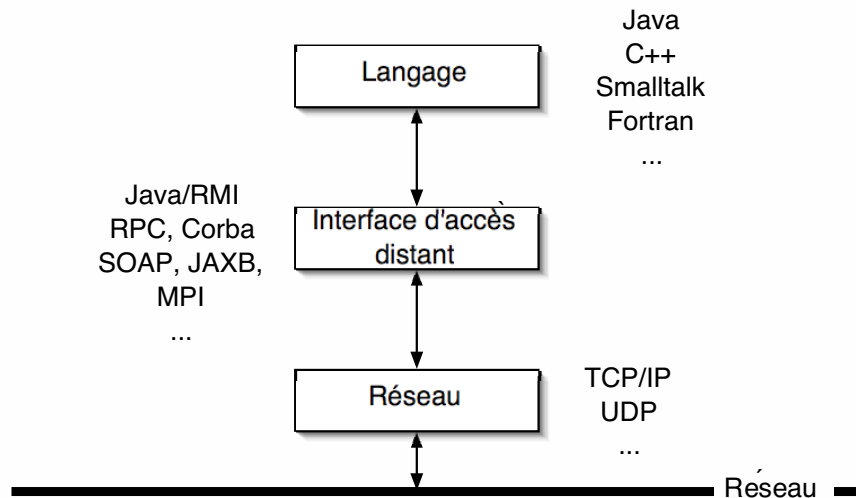 Java
C++
Smalltalk
Fortran
...
Langage
Java/RMI
RPC, Corba
SOAP, JAXB,
MPI
...
Interface d'accès
distant
Réseau
TCP/IP
UDP
...
Réseau